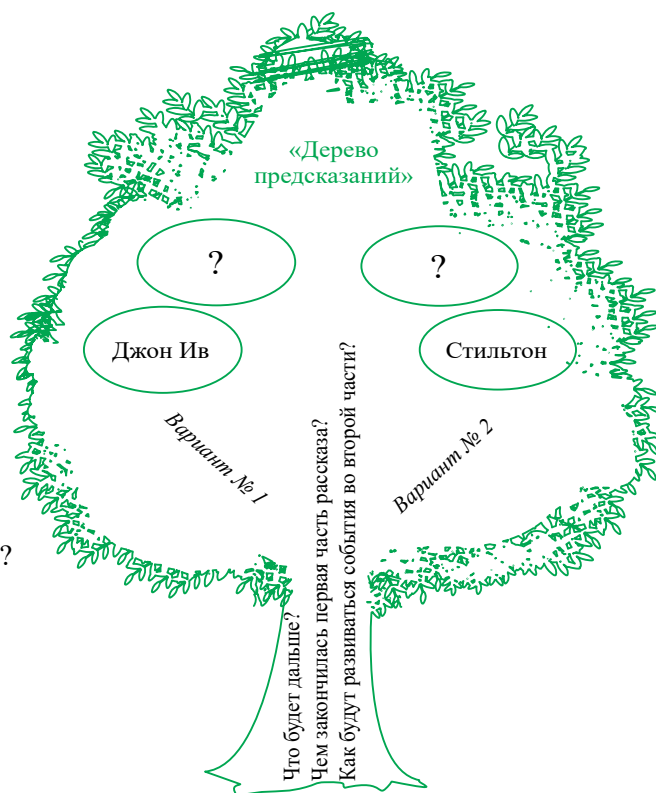 «Дерево
предсказаний»
?
?
Джон Ив
Стильтон
Вариант № 1
Вариант № 2
?
Что будет дальше?
Чем закончилась первая часть рассказа?
Как будут развиваться события во второй части?